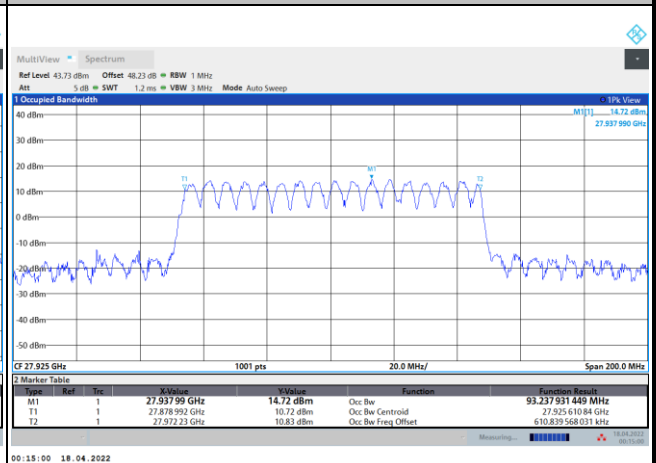 MultiView Spectrum
Ref Level 43.73 dBm Offset 48.23 dB RBW 1 MHz
Att 5 dB SWT 1.2 ms VBW 3 MHz Mode Auto Sweep
1 Occupied Bandwidth 1Pk View
M1[1] 14.72 dBm
27.937 990 GHz
40 dBm
30 dBm
20 dBm
T1 M1 T2
10 dBm
0 dBm
-10 dBm
-20 dBm
-30 dBm
-40 dBm
-50 dBm
CF 27.925 GHz 1001 pts 20.0 MHz/ Span 200.0 MHz
2 Marker Table
Type Ref Trc X-Value Y-Value Function Function Result
M1 1 27.937 99 GHz 14.72 dBm Occ Bw 93.237 931 449 MHz
T1 1 27.878 992 GHz 10.72 dBm Occ Bw Centroid 27.925 610 84 GHz
T2 1 27.972 23 GHz 10.83 dBm Occ Bw Freq Offset 610.839 568 031 kHz
Measuring... 18.04.2022
00:15:00
00:15:00 18.04.2022